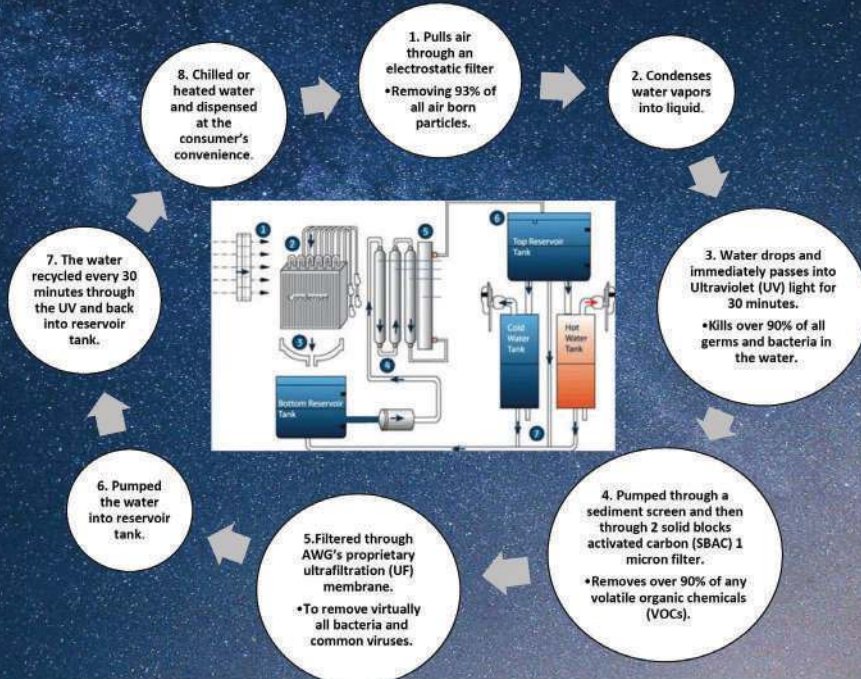 1. Pulls air
through an
electrostatic filter
•Removing 93% of
all air born
particles.
2. Condenses
water vapors
into liquid.
3. Water drops and
immediately passes into
Ultraviolet (UV) light for
30 minutes.
•Kills over 90% of all
germs and bacteria in
the water.
4. Pumped through a
sediment screen and then
through 2 solid blocks
activated carbon (SBAC) 1
micron filter.
•Removes over 90% of any
volatile organic chemicals
(VOCs).
5.Filtered through
AWG's proprietary
ultrafiltration (UF)
membrane.
•To remove virtually
all bacteria and
common viruses.
6. Pumped
the water
into reservoir
tank.
7. The water
recycled every 30
minutes through
the UV and back
into reservoir
tank.
8. Chilled or
heated water
and dispensed
at the
consumer's
convenience.
1
2
3
4
5
6
Top Reservoir
Tank
Cold
Water
Tank
Hot
Water
Tank
Bottom Reservoir
Tank
7